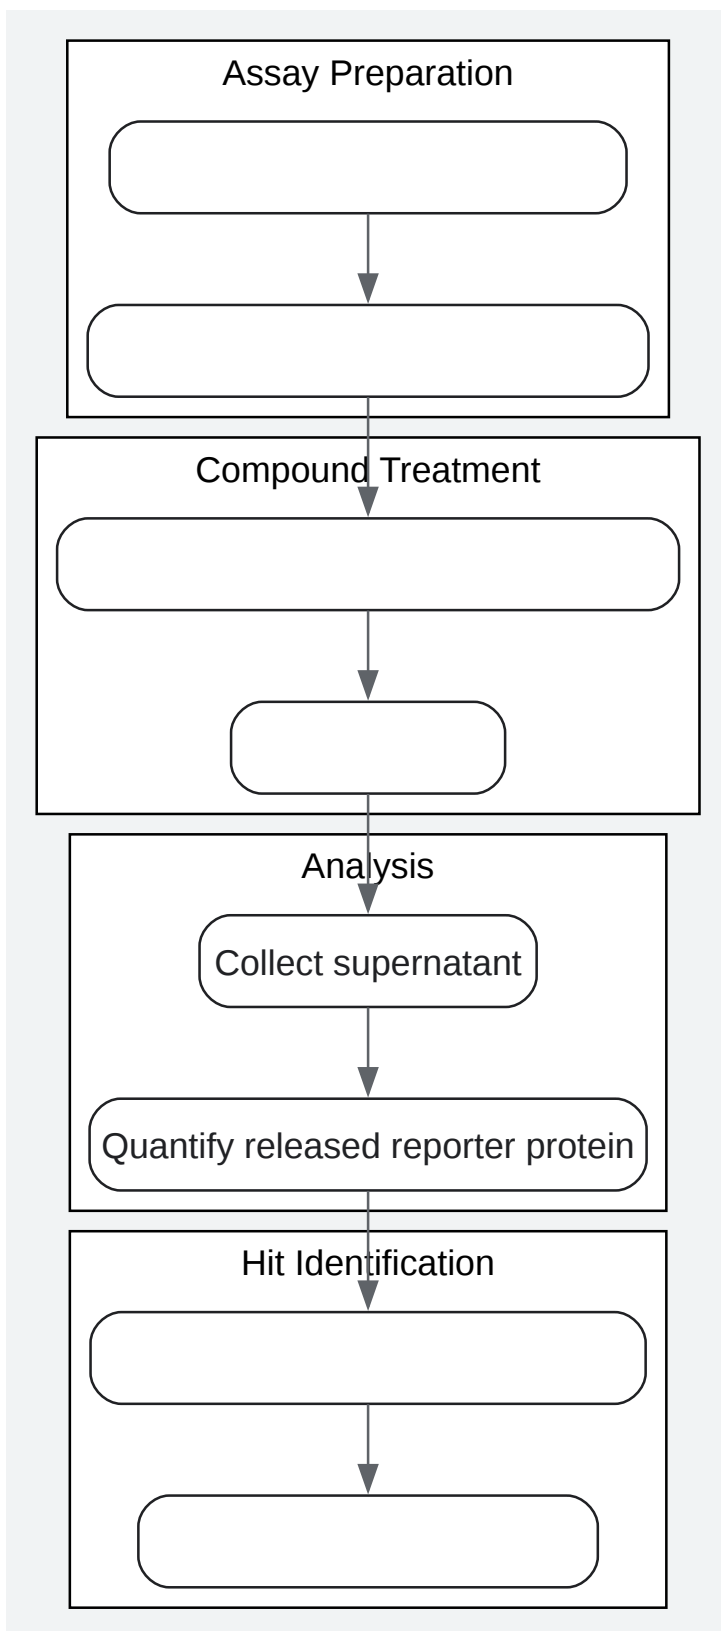 Assay Preparation
Compound Treatment
Analysis
Collect supernatant
Quantify released reporter protein
Hit Identification